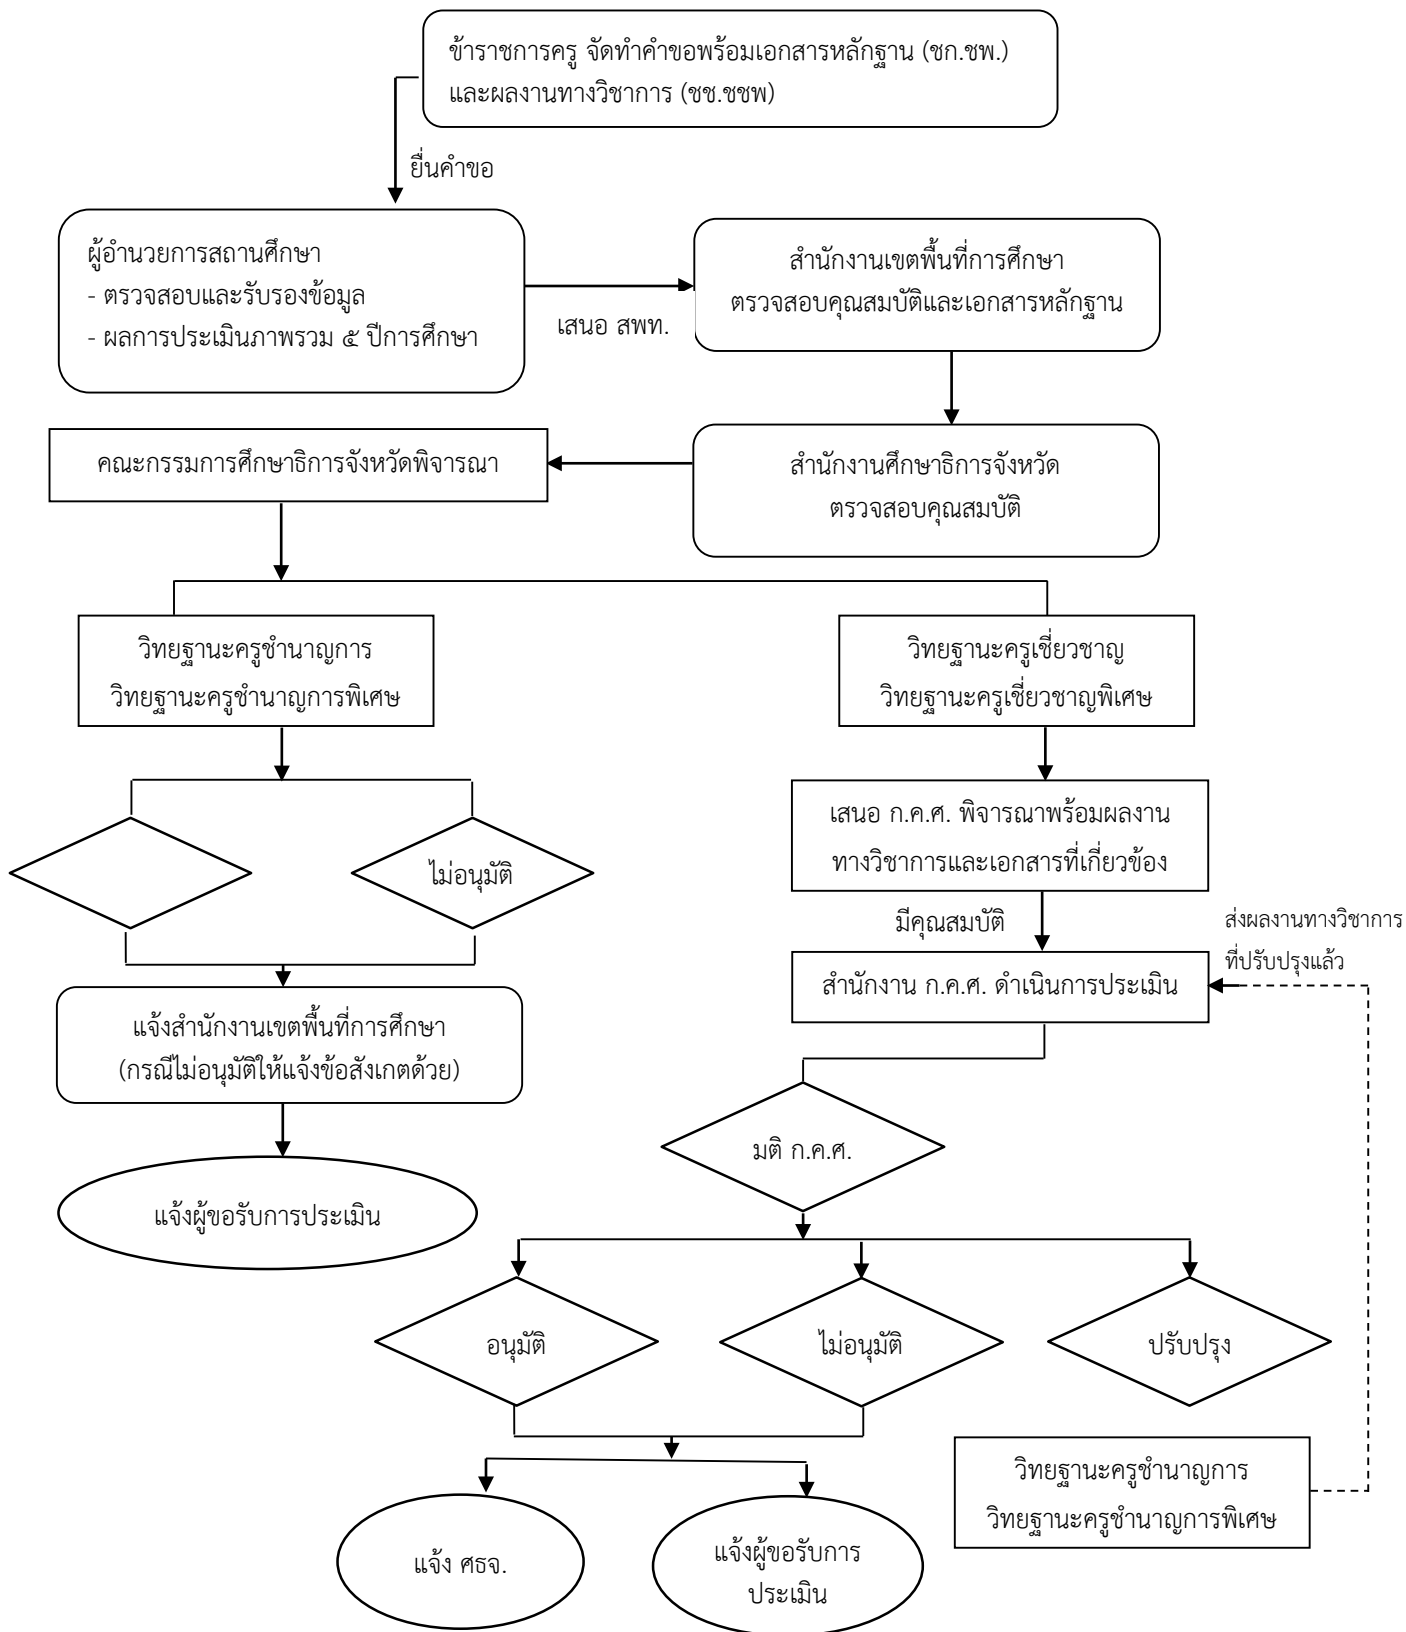 ข้าราชการครู จัดทำคำขอพร้อมเอกสารหลักฐาน (ชก.ชพ.)
และผลงานทางวิชาการ (ชช.ชชพ)
ยื่นคำขอ
ผู้อำนวยการสถานศึกษา
- ตรวจสอบและรับรองข้อมูล
- ผลการประเมินภาพรวม ๕ ปีการศึกษา
เสนอ สพท.
สำนักงานเขตพื้นที่การศึกษา
ตรวจสอบคุณสมบัติและเอกสารหลักฐาน
คณะกรรมการศึกษาธิการจังหวัดพิจารณา
สำนักงานศึกษาธิการจังหวัด
ตรวจสอบคุณสมบัติ
วิทยฐานะครูชำนาญการ
วิทยฐานะครูชำนาญการพิเศษ
วิทยฐานะครูเชี่ยวชาญ
วิทยฐานะครูเชี่ยวชาญพิเศษ
ไม่อนุมัติ
เสนอ ก.ค.ศ. พิจารณาพร้อมผลงาน
ทางวิชาการและเอกสารที่เกี่ยวข้อง
มีคุณสมบัติ
ส่งผลงานทางวิชาการ
ที่ปรับปรุงแล้ว
สำนักงาน ก.ค.ศ. ดำเนินการประเมิน
แจ้งสำนักงานเขตพื้นที่การศึกษา
(กรณีไม่อนุมัติให้แจ้งข้อสังเกตด้วย)
มติ ก.ค.ศ.
แจ้งผู้ขอรับการประเมิน
อนุมัติ
ไม่อนุมัติ
ปรับปรุง
วิทยฐานะครูชำนาญการ
วิทยฐานะครูชำนาญการพิเศษ
แจ้ง ศธจ.
แจ้งผู้ขอรับการ
ประเมิน